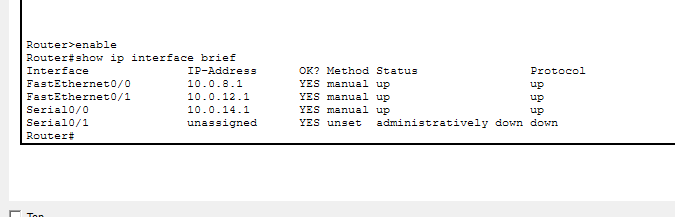 Router>enable
Router#show ip interface brief
Interface IP-Address OK? Method Status Protocol
FastEthernet0/0 10.0.8.1 YES manual up up
FastEthernet0/1 10.0.12.1 YES manual up up
Serial0/0 10.0.14.1 YES manual up up
Serial0/1 unassigned YES unset administratively down down
Router#